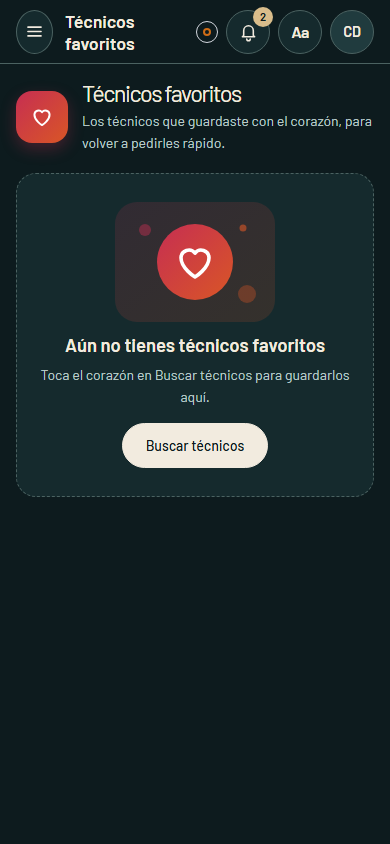 Técnicos
favoritos
2
Aa
CD
Técnicos favoritos
Los técnicos que guardaste con el corazón, para
volver a pedirles rápido.
Aún no tienes técnicos favoritos
Toca el corazón en Buscar técnicos para guardarlos
aquí.
Buscar técnicos